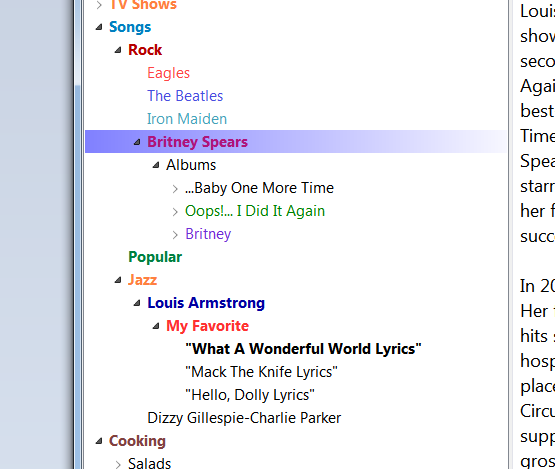 TV Shows
Songs
Rock
Eagles
The Beatles
Iron Maiden
Britney Spears
Albums
...Baby One More Time
Oops!... I Did It Again
Britney
Popular
Jazz
Louis Armstrong
My Favorite
"What A Wonderful World Lyrics"
"Mack The Knife Lyrics"
"Hello, Dolly Lyrics"
Dizzy Gillespie-Charlie Parker
Cooking
Salads
Louis
show
seco
Agai
best
Time
Spea
starr
her f
succ
In 20
Her
hits s
hosp
place
Circu
supp
gros